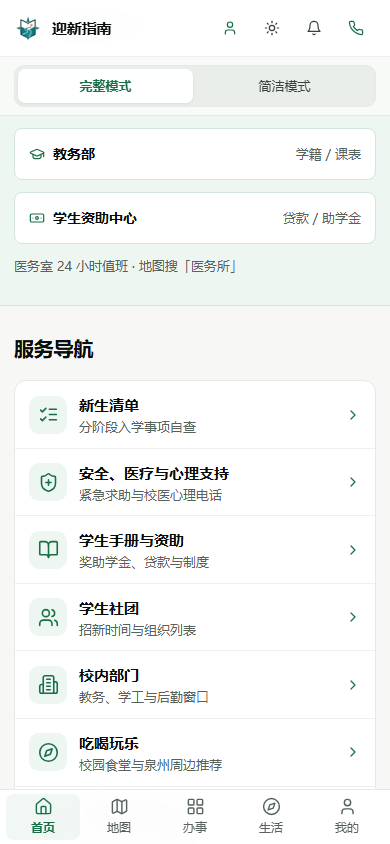 迎新指南
完整模式
简洁模式
教务部
学籍 / 课表
学生资助中心
贷款 / 助学金
医务室 24 小时值班 · 地图搜「医务所」
服务导航
新生清单
分阶段入学事项自查
安全、医疗与心理支持
紧急求助与校医心理电话
学生手册与资助
奖助学金、贷款与制度
学生社团
招新时间与组织列表
校内部门
教务、学工与后勤窗口
吃喝玩乐
校园食堂与泉州周边推荐
首页
地图
办事
生活
我的